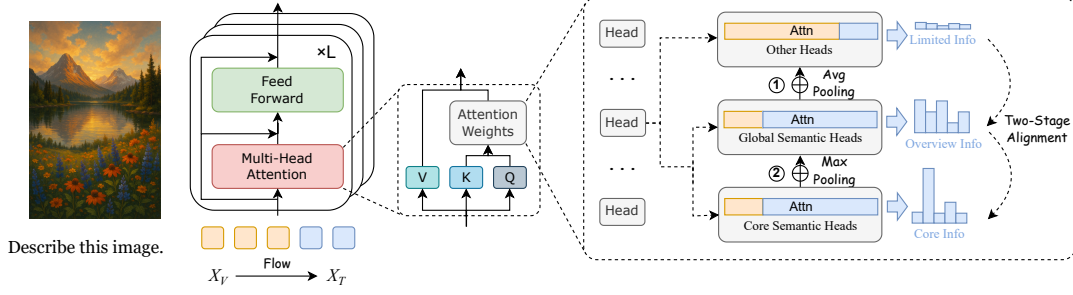 Describe this image.
×L
Feed
Forward
Multi-Head
Attention
X_V
Flow
X_T
Attention
Weights
V
K
Q
Head
. . .
Head
. . .
Head
Attn
Other Heads
Limited Info
①
Avg
Pooling
Attn
Global Semantic Heads
Overview Info
Two-Stage
Alignment
②
Max
Pooling
Attn
Core Semantic Heads
Core Info